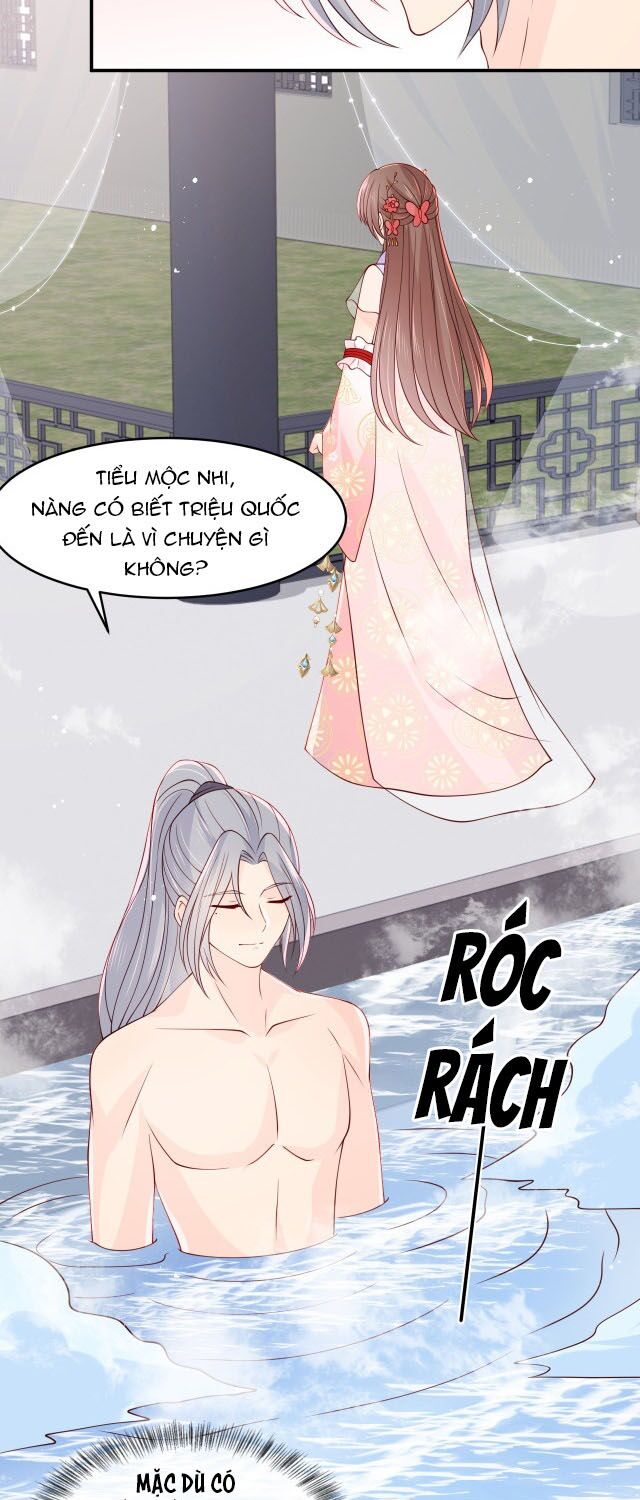 TIỂU MỘC NHI,
NÀNG CÓ BIẾT TRIỆU QUỐC
ĐẾN LÀ VÌ CHUYỆN GÌ
KHÔNG?
RÓC
RÁCH
MẶC DÙ CÓ